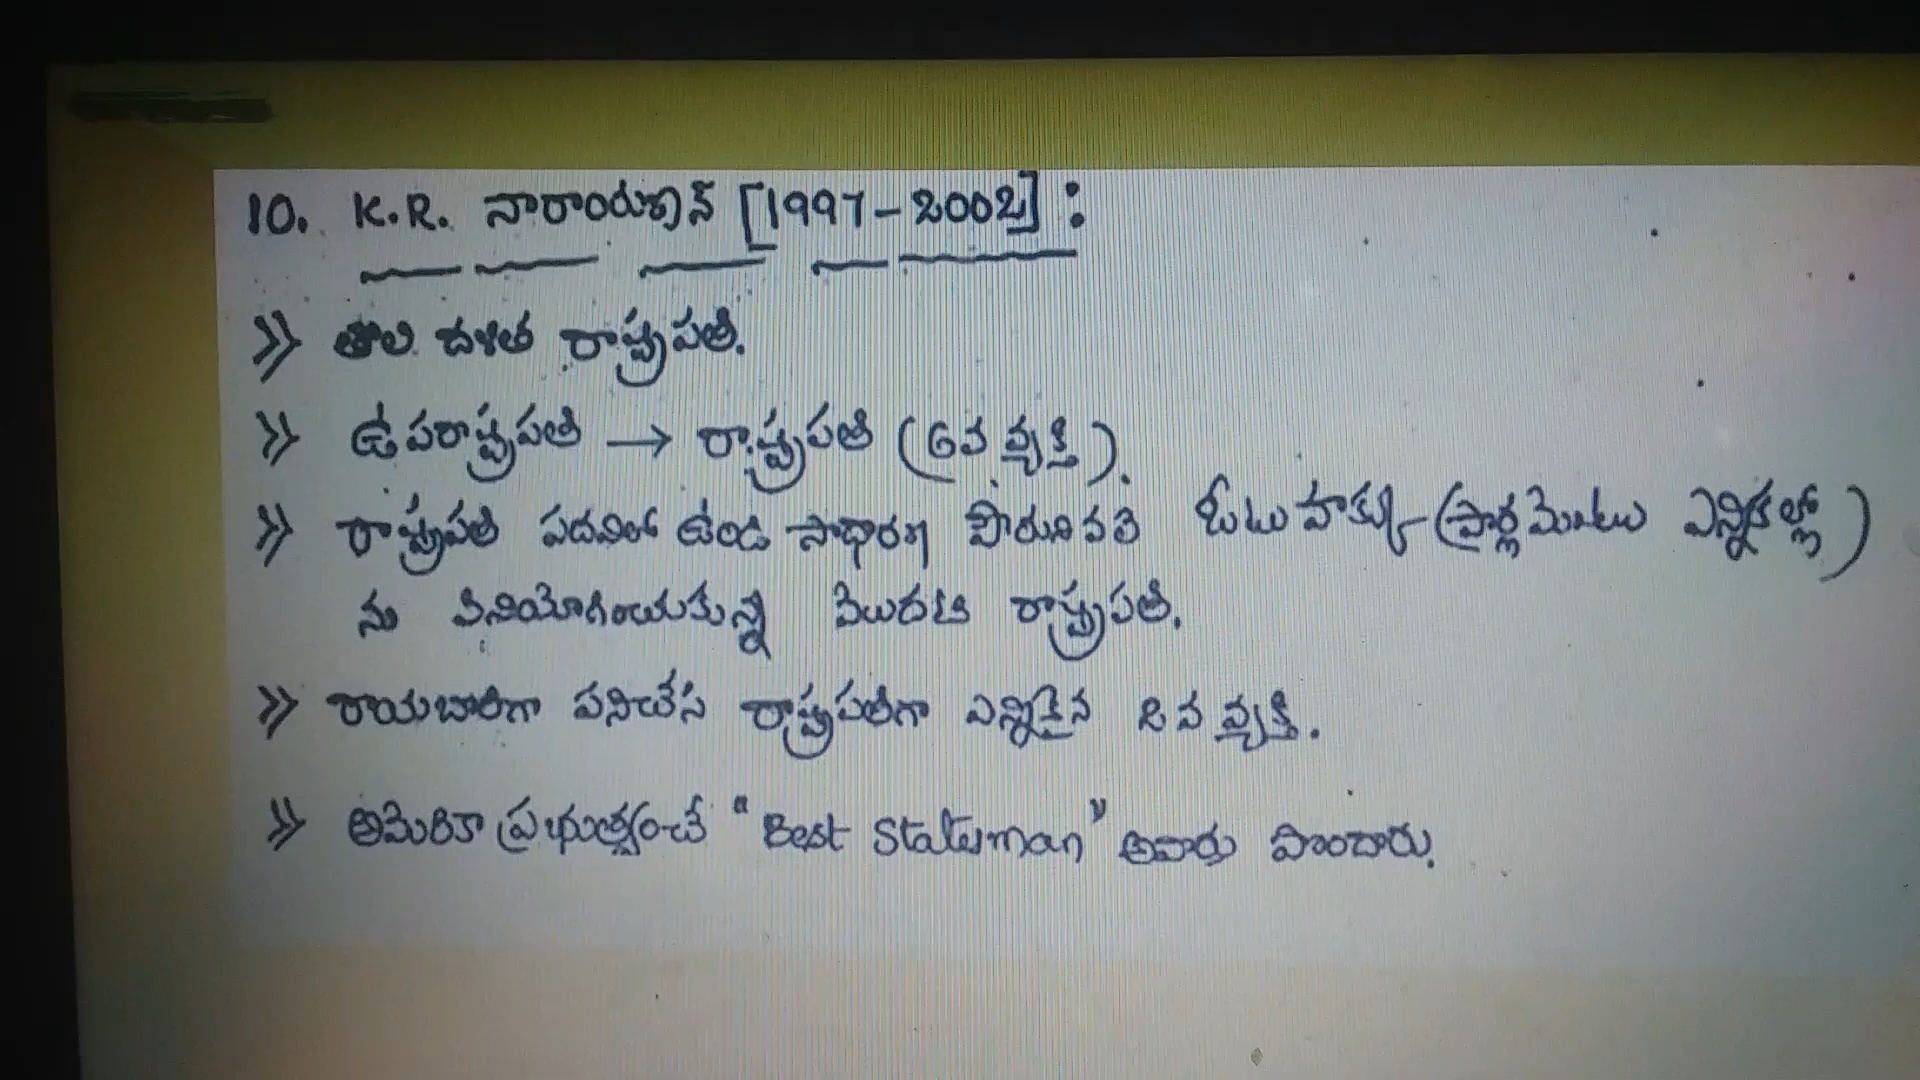 10. K.R. నారాయణన్ [1997-2002] :
>> తొలి దళిత రాష్ట్రపతి.
>> ఉపరాష్ట్రపతి → రాష్ట్రపతి (6వ వ్యక్తి).
>> రాష్ట్రపతి పదవిలో ఉండి సాధారణ పౌరుని వలె ఓటు హక్కు (పార్లమెంటు ఎన్నికల్లో)
ను వినియోగించుకున్న మొదటి రాష్ట్రపతి.
>> రాయబారిగా పనిచేసి రాష్ట్రపతిగా ఎన్నికైన 2వ వ్యక్తి.
>> అమెరికా ప్రభుత్వంచే "Best Statesman" అవార్డు పొందారు.